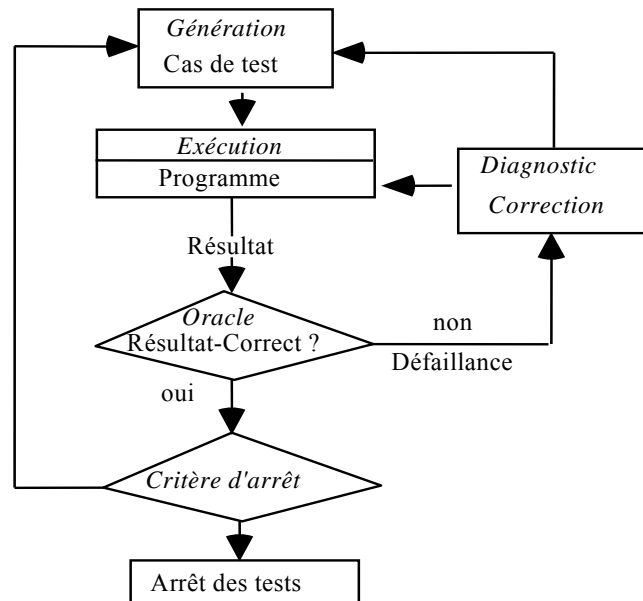 Génération
Cas de test
Exécution
Programme
Diagnostic
Correction
Résultat
Oracle
Résultat-Correct ?
non
Défaillance
oui
Critère d'arrêt
Arrêt des tests